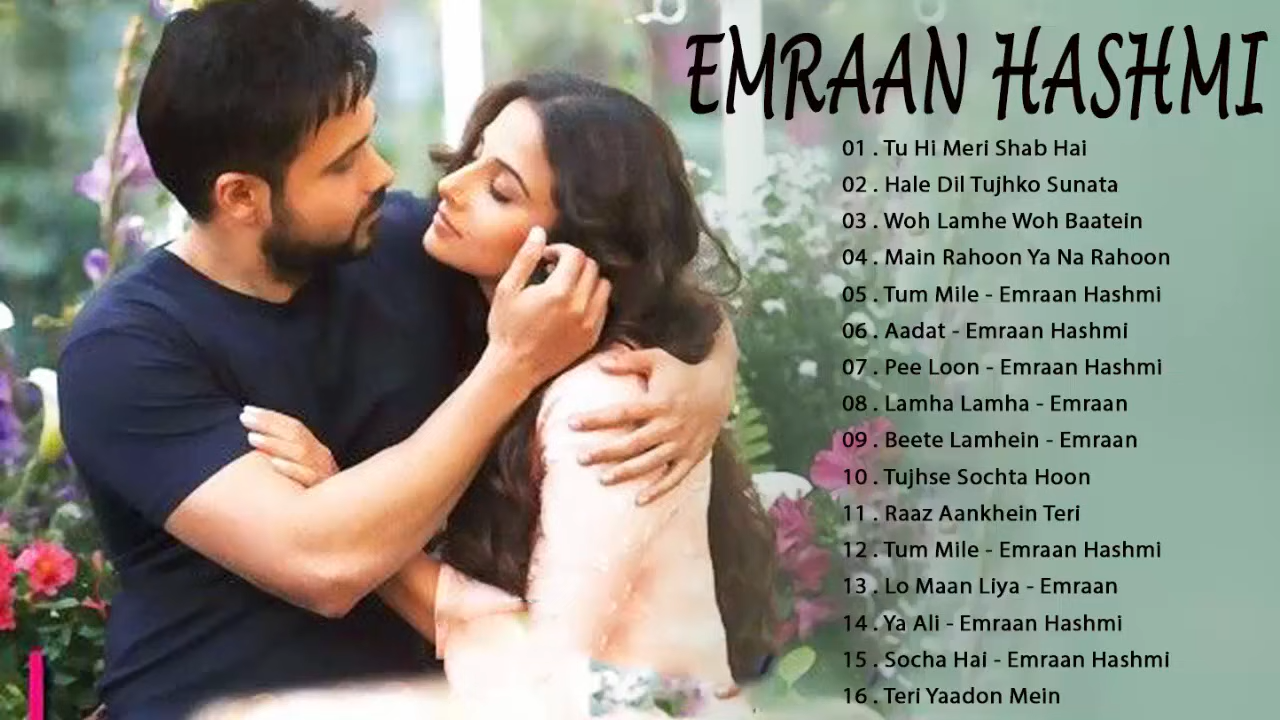 EMRAAN HASHMI
01 . Tu Hi Meri Shab Hai
02 . Hale Dil Tujhko Sunata
03 . Woh Lamhe Woh Baatein
04 . Main Rahoon Ya Na Rahoon
05 . Tum Mile - Emraan Hashmi
06 . Aadat - Emraan Hashmi
07 . Pee Loon - Emraan Hashmi
08 . Lamha Lamha - Emraan
09 . Beete Lamhein - Emraan
10 . Tujhse Sochta Hoon
11 . Raaz Aankhein Teri
12 . Tum Mile - Emraan Hashmi
13 . Lo Maan Liya - Emraan
14 . Ya Ali - Emraan Hashmi
15 . Socha Hai - Emraan Hashmi
16 . Teri Yaadon Mein